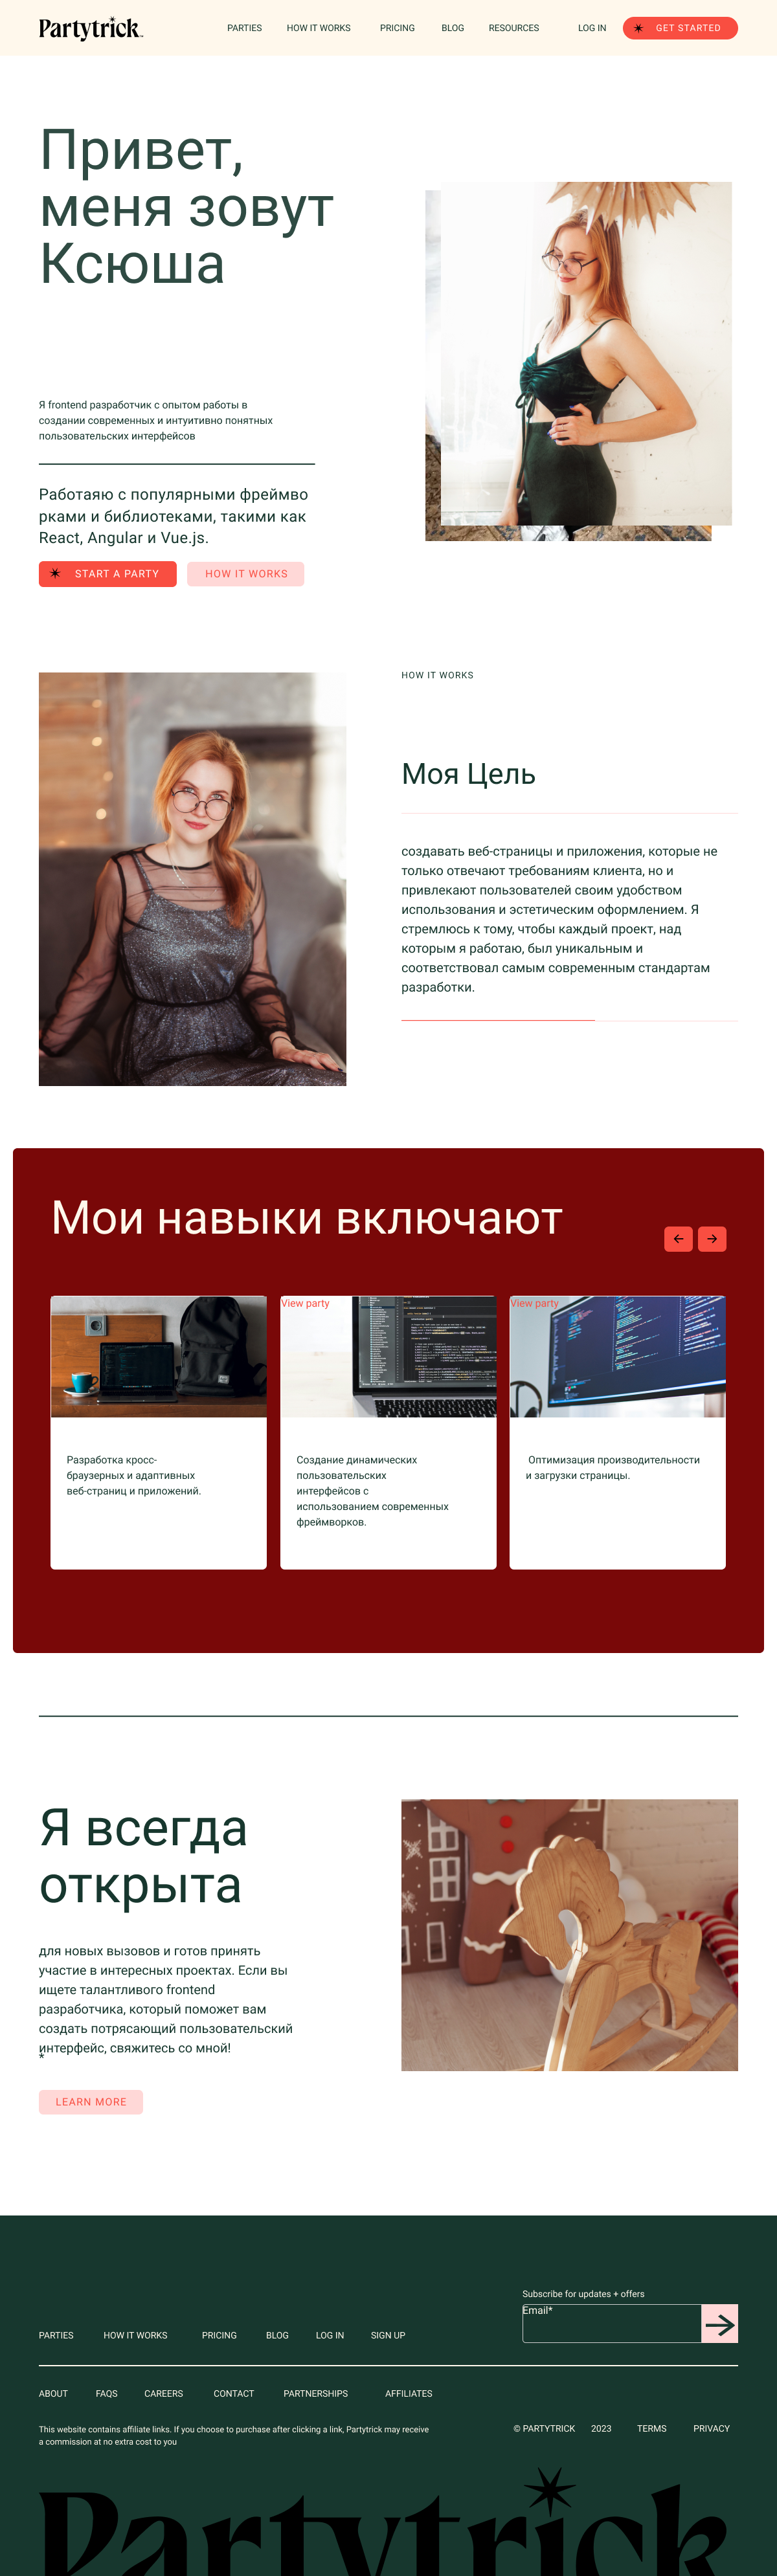 Partytrick
PARTIES HOW IT WORKS PRICING BLOG RESOURCES LOG IN GET STARTED
Привет,
меня зовут
Ксюша
Я frontend разработчик с опытом работы в
создании современных и интуитивно понятных
пользовательских интерфейсов
Работаяю с популярными фреймво
рками и библиотеками, такими как
React, Angular и Vue.js.
START A PARTY HOW IT WORKS
HOW IT WORKS
Моя Цель
создавать веб-страницы и приложения, которые не
только отвечают требованиям клиента, но и
привлекают пользователей своим удобством
использования и эстетическим оформлением. Я
стремлюсь к тому, чтобы каждый проект, над
которым я работаю, был уникальным и
соответствовал самым современным стандартам
разработки.
Мои навыки включают
View party
View party
Разработка кросс-
браузерных и адаптивных
веб-страниц и приложений.
Создание динамических
пользовательских
интерфейсов с
использованием современных
фреймворков.
Оптимизация производительности
и загрузки страницы.
Я всегда
открыта
для новых вызовов и готов принять
участие в интересных проектах. Если вы
ищете талантливого frontend
разработчика, который поможет вам
создать потрясающий пользовательский
интерфейс, свяжитесь со мной!
*
LEARN MORE
Subscribe for updates + offers
Email*
PARTIES HOW IT WORKS PRICING BLOG LOG IN SIGN UP
ABOUT FAQS CAREERS CONTACT PARTNERSHIPS AFFILIATES
This website contains affiliate links. If you choose to purchase after clicking a link, Partytrick may receive
a commission at no extra cost to you
© PARTYTRICK 2023 TERMS PRIVACY
Partytrick